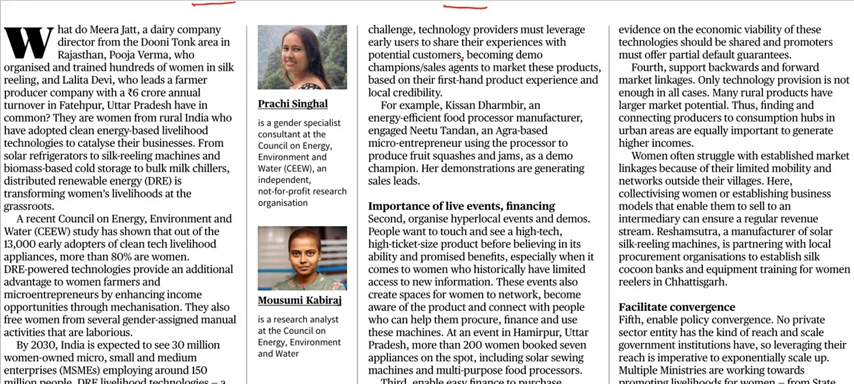 What do Meera Jatt, a dairy company
director from the Dooni Tonk area in
Rajasthan, Pooja Verma, who
organised and trained hundreds of women in silk
reeling, and Lalita Devi, who leads a farmer
producer company with a ₹6 crore annual
turnover in Fatehpur, Uttar Pradesh have in
common? They are women from rural India who
have adopted clean energy-based livelihood
technologies to catalyse their businesses. From
solar refrigerators to silk-reeling machines and
biomass-based cold storage to bulk milk chillers,
distributed renewable energy (DRE) is
transforming women's livelihoods at the
grassroots.
A recent Council on Energy, Environment and
Water (CEEW) study has shown that out of the
13,000 early adopters of clean tech livelihood
appliances, more than 80% are women.
DRE-powered technologies provide an additional
advantage to women farmers and
microentrepreneurs by enhancing income
opportunities through mechanisation. They also
free women from several gender-assigned manual
activities that are laborious.
By 2030, India is expected to see 30 million
women-owned micro, small and medium
enterprises (MSMEs) employing around 150
million people. DRE livelihood technologies — a
Prachi Singhal
is a gender specialist
consultant at the
Council on Energy,
Environment and
Water (CEEW), an
independent,
not-for-profit research
organisation
Mousumi Kabiraj
is a research analyst
at the Council on
Energy, Environment
and Water
challenge, technology providers must leverage
early users to share their experiences with
potential customers, becoming demo
champions/sales agents to market these products,
based on their first-hand product experience and
local credibility.
For example, Kissan Dharmbir, an
energy-efficient food processor manufacturer,
engaged Neetu Tandan, an Agra-based
micro-entrepreneur using the processor to
produce fruit squashes and jams, as a demo
champion. Her demonstrations are generating
sales leads.
Importance of live events, financing
Second, organise hyperlocal events and demos.
People want to touch and see a high-tech,
high-ticket-size product before believing in its
ability and promised benefits, especially when it
comes to women who historically have limited
access to new information. These events also
create spaces for women to network, become
aware of the product and connect with people
who can help them procure, finance and use
these machines. At an event in Hamirpur, Uttar
Pradesh, more than 200 women booked seven
appliances on the spot, including solar sewing
machines and multi-purpose food processors.
Third, enable easy finance to purchase
evidence on the economic viability of these
technologies should be shared and promoters
must offer partial default guarantees.
Fourth, support backwards and forward
market linkages. Only technology provision is not
enough in all cases. Many rural products have
larger market potential. Thus, finding and
connecting producers to consumption hubs in
urban areas are equally important to generate
higher incomes.
Women often struggle with established market
linkages because of their limited mobility and
networks outside their villages. Here,
collectivising women or establishing business
models that enable them to sell to an
intermediary can ensure a regular revenue
stream. Reshamsutra, a manufacturer of solar
silk-reeling machines, is partnering with local
procurement organisations to establish silk
cocoon banks and equipment training for women
reelers in Chhattisgarh.
Facilitate convergence
Fifth, enable policy convergence. No private
sector entity has the kind of reach and scale
government institutions have, so leveraging their
reach is imperative to exponentially scale up.
Multiple Ministries are working towards
promoting livelihoods for women — from State